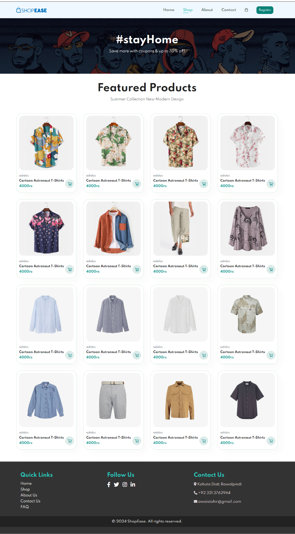 SHOPEASE
Home Shop About Contact Register
#stayHome
Save more with coupons & up to 70% off!
Featured Products
Summer Collection New Modern Design
adidas adidas adidas adidas
Cartoon Astronaut T-Shirts Cartoon Astronaut T-Shirts Cartoon Astronaut T-Shirts Cartoon Astronaut T-Shirts
4000rs 4000rs 4000rs 4000rs
adidas adidas adidas adidas
Cartoon Astronaut T-Shirts Cartoon Astronaut T-Shirts Cartoon Astronaut T-Shirts Cartoon Astronaut T-Shirts
4000rs 4000rs 4000rs 4000rs
adidas adidas adidas adidas
Cartoon Astronaut T-Shirts Cartoon Astronaut T-Shirts Cartoon Astronaut T-Shirts Cartoon Astronaut T-Shirts
4000rs 4000rs 4000rs 4000rs
adidas adidas adidas adidas
Cartoon Astronaut T-Shirts Cartoon Astronaut T-Shirts Cartoon Astronaut T-Shirts Cartoon Astronaut T-Shirts
4000rs 4000rs 4000rs 4000rs
Quick Links Follow Us Contact Us
Home
Shop
About Us
Contact Us
FAQ
Kahuta Gate Rawalpindi
+92 331 3762964
© 2024 ShopEase. All rights reserved.